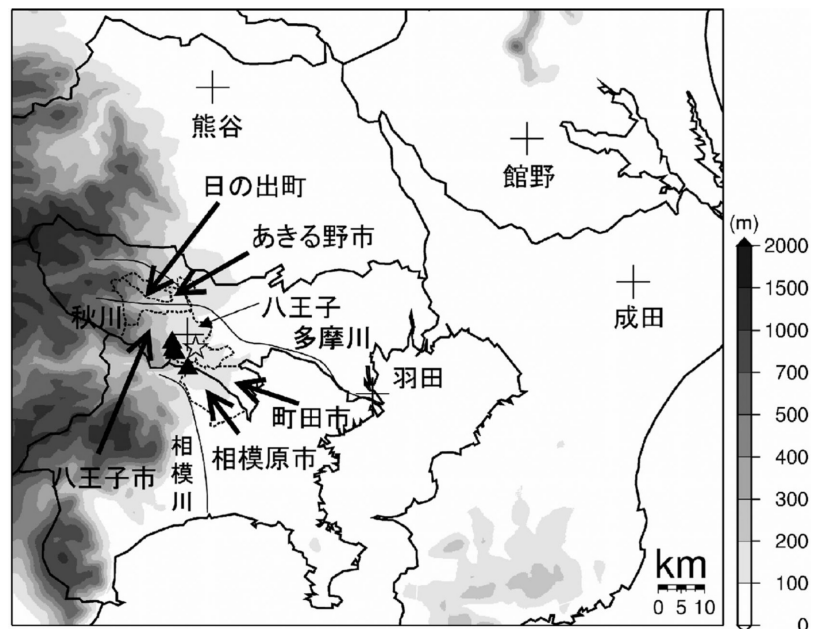 熊谷
館野
日の出町
あきる野市
(m)
2000
1500
1000
700
500
400
300
200
100
0
成田
八王子
秋川
多摩川
羽田
町田市
相模原市
八王子市
相模川
km
0 5 10